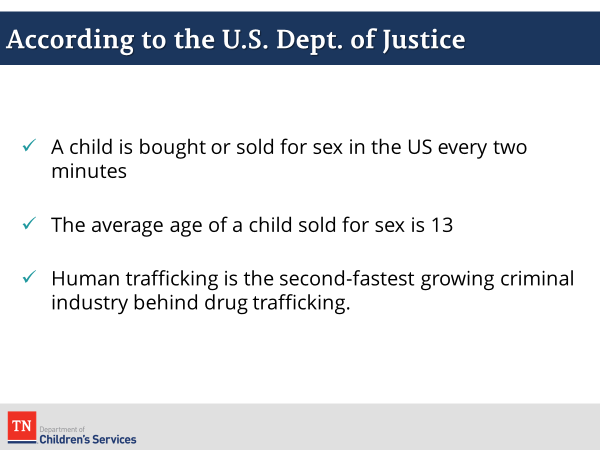 According to the U.S. Dept. of Justice
A child is bought or sold for sex in the US every two
minutes
The average age of a child sold for sex is 13
Human trafficking is the second-fastest growing criminal
industry behind drug trafficking.
TN
Department of
Children's Services